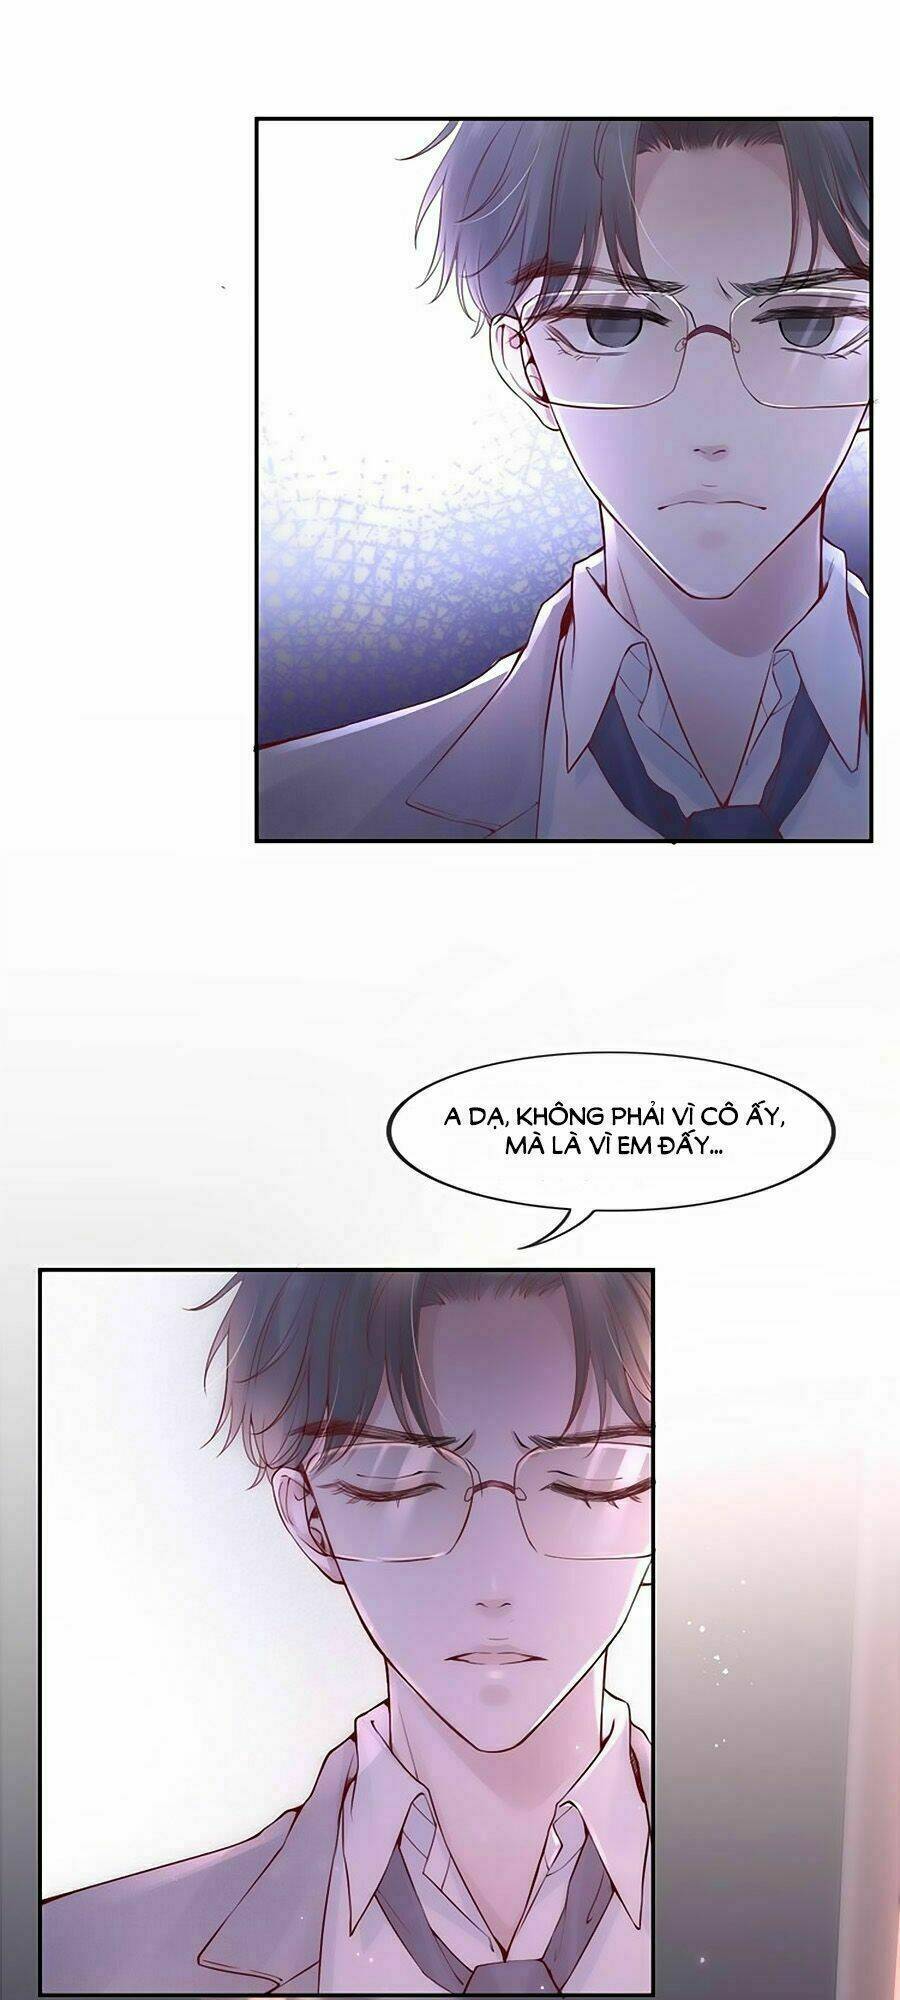 A DẠ, KHÔNG PHẢI VÌ CÔ ẤY,
MÀ LÀ VÌ EM ĐẤY...